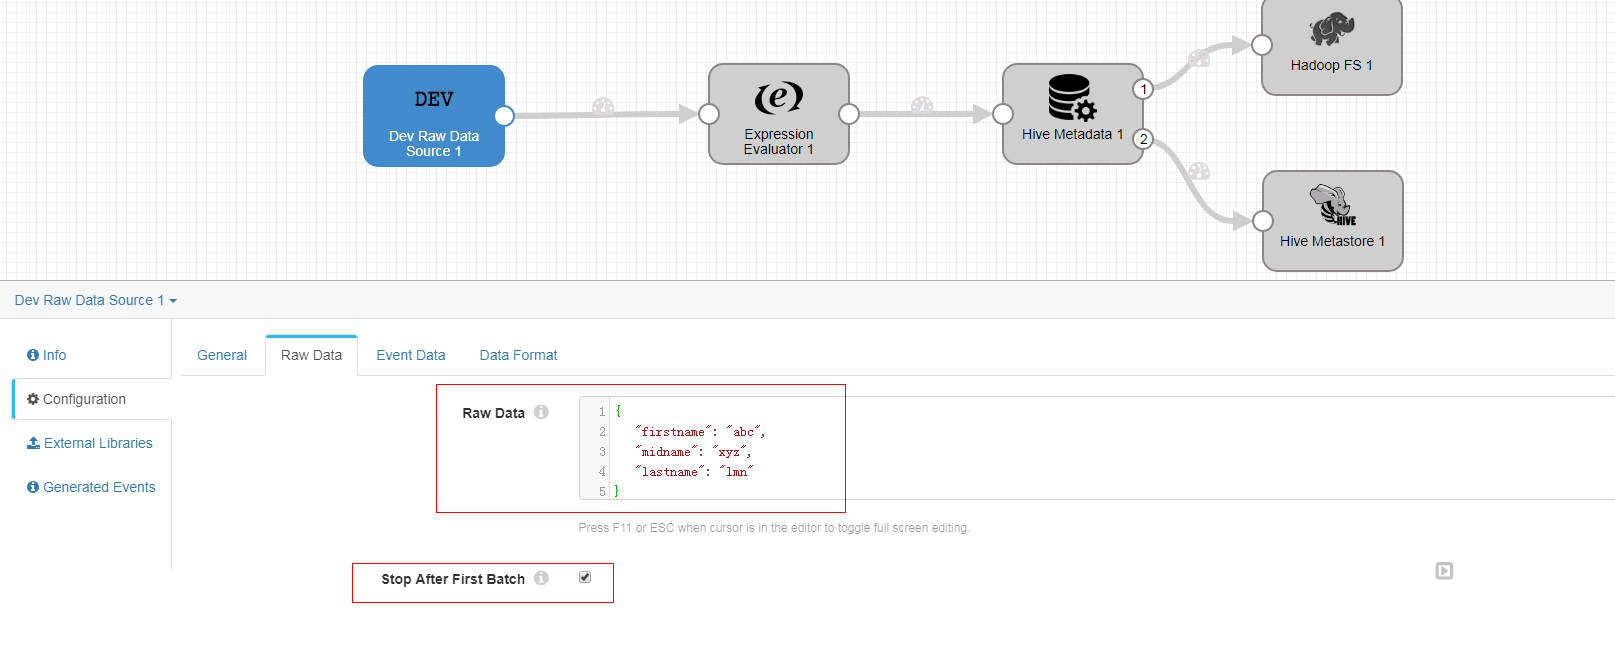 Hadoop FS 1
DEV
Dev Raw Data
Source 1
(e)
Expression
Evaluator 1
Hive Metadata 1
1
2
HIVE
Hive Metastore 1
Dev Raw Data Source 1
Info
Configuration
External Libraries
Generated Events
General
Raw Data
Event Data
Data Format
Raw Data
1 {
2 "firstname": "abc",
3 "midname": "xyz",
4 "lastname": "lmn"
5 }
Press F11 or ESC when cursor is in the editor to toggle full screen editing.
Stop After First Batch